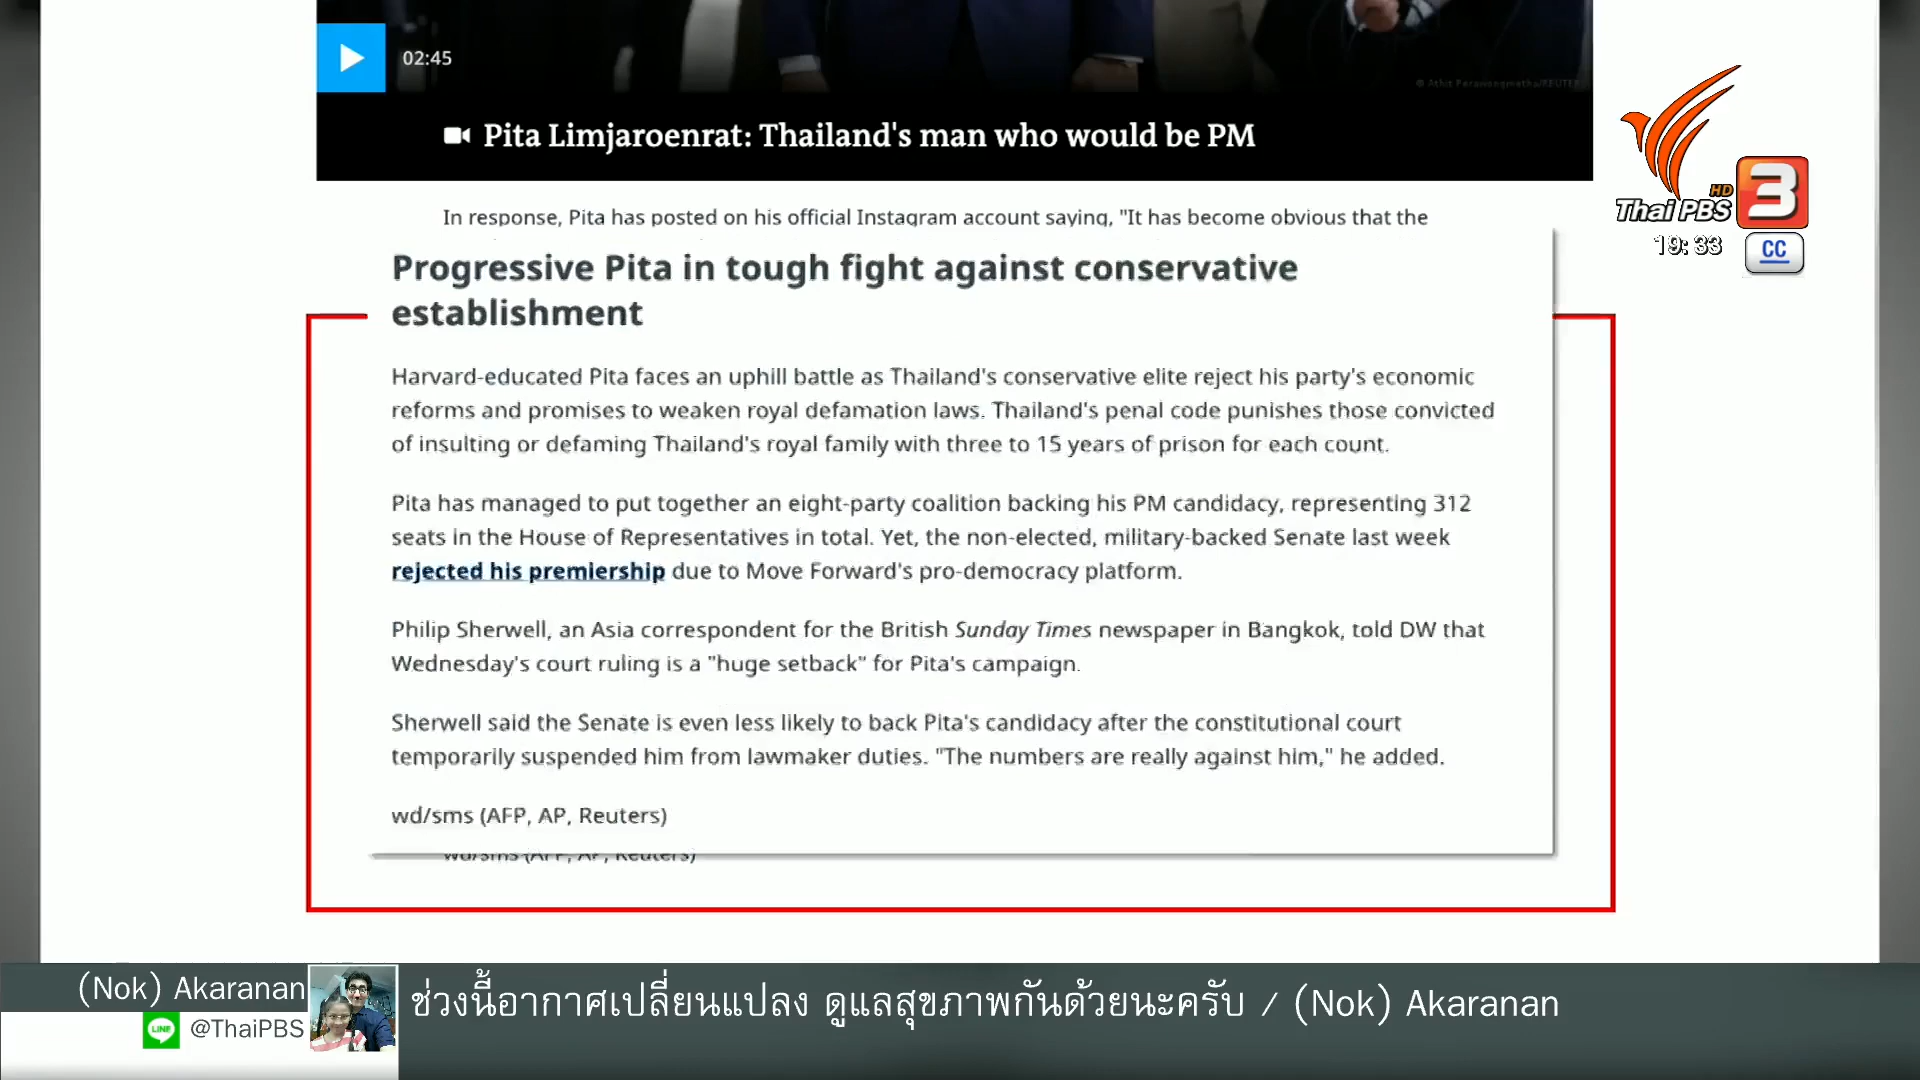 02:45
Pita Limjaroenrat: Thailand's man who would be PM
HD
Thai PBS
3
19:33
CC
In response, Pita has posted on his official Instagram account saying, "It has become obvious that the
Progressive Pita in tough fight against conservative
establishment
Harvard-educated Pita faces an uphill battle as Thailand's conservative elite reject his party's economic
reforms and promises to weaken royal defamation laws. Thailand's penal code punishes those convicted
of insulting or defaming Thailand's royal family with three to 15 years of prison for each count.
Pita has managed to put together an eight-party coalition backing his PM candidacy, representing 312
seats in the House of Representatives in total. Yet, the non-elected, military-backed Senate last week
rejected his premiership due to Move Forward's pro-democracy platform.
Philip Sherwell, an Asia correspondent for the British Sunday Times newspaper in Bangkok, told DW that
Wednesday's court ruling is a "huge setback" for Pita's campaign.
Sherwell said the Senate is even less likely to back Pita's candidacy after the constitutional court
temporarily suspended him from lawmaker duties. "The numbers are really against him," he added.
wd/sms (AFP, AP, Reuters)
wd/sms (AFP, AP, Reuters)
(Nok) Akaranan
LINE
@ThaiPBS
ช่วงนี้อากาศเปลี่ยนแปลง ดูแลสุขภาพกันด้วยนะครับ / (Nok) Akaranan